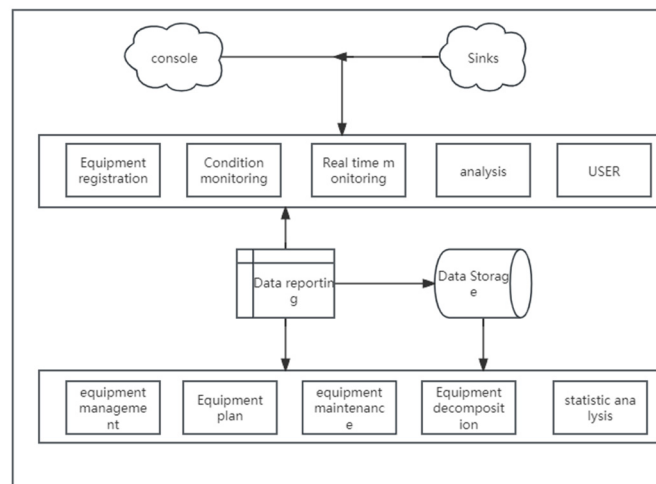 console
Sinks
Equipment
registration
Condition
monitoring
Real time m
onitoring
analysis
USER
Data reportin
g
Data Storag
e
equipment
manageme
nt
Equipment
plan
equipment
maintenanc
e
Equipment
decomposit
ion
statistic ana
lysis